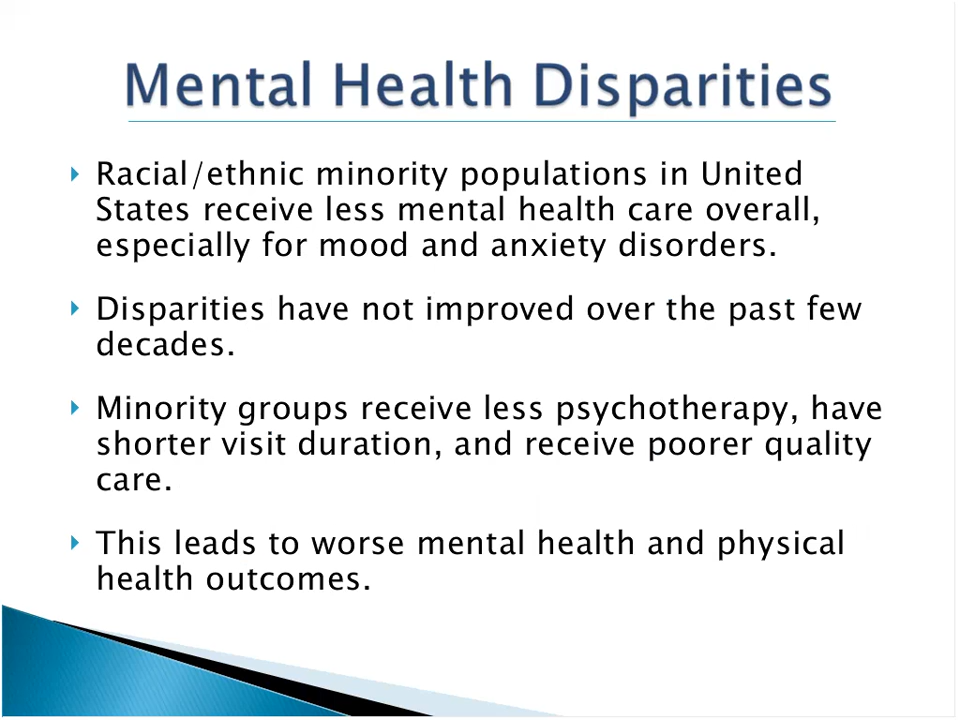 Mental Health Disparities
Racial/ethnic minority populations in United
States receive less mental health care overall,
especially for mood and anxiety disorders.
Disparities have not improved over the past few
decades.
Minority groups receive less psychotherapy, have
shorter visit duration, and receive poorer quality
care.
This leads to worse mental health and physical
health outcomes.